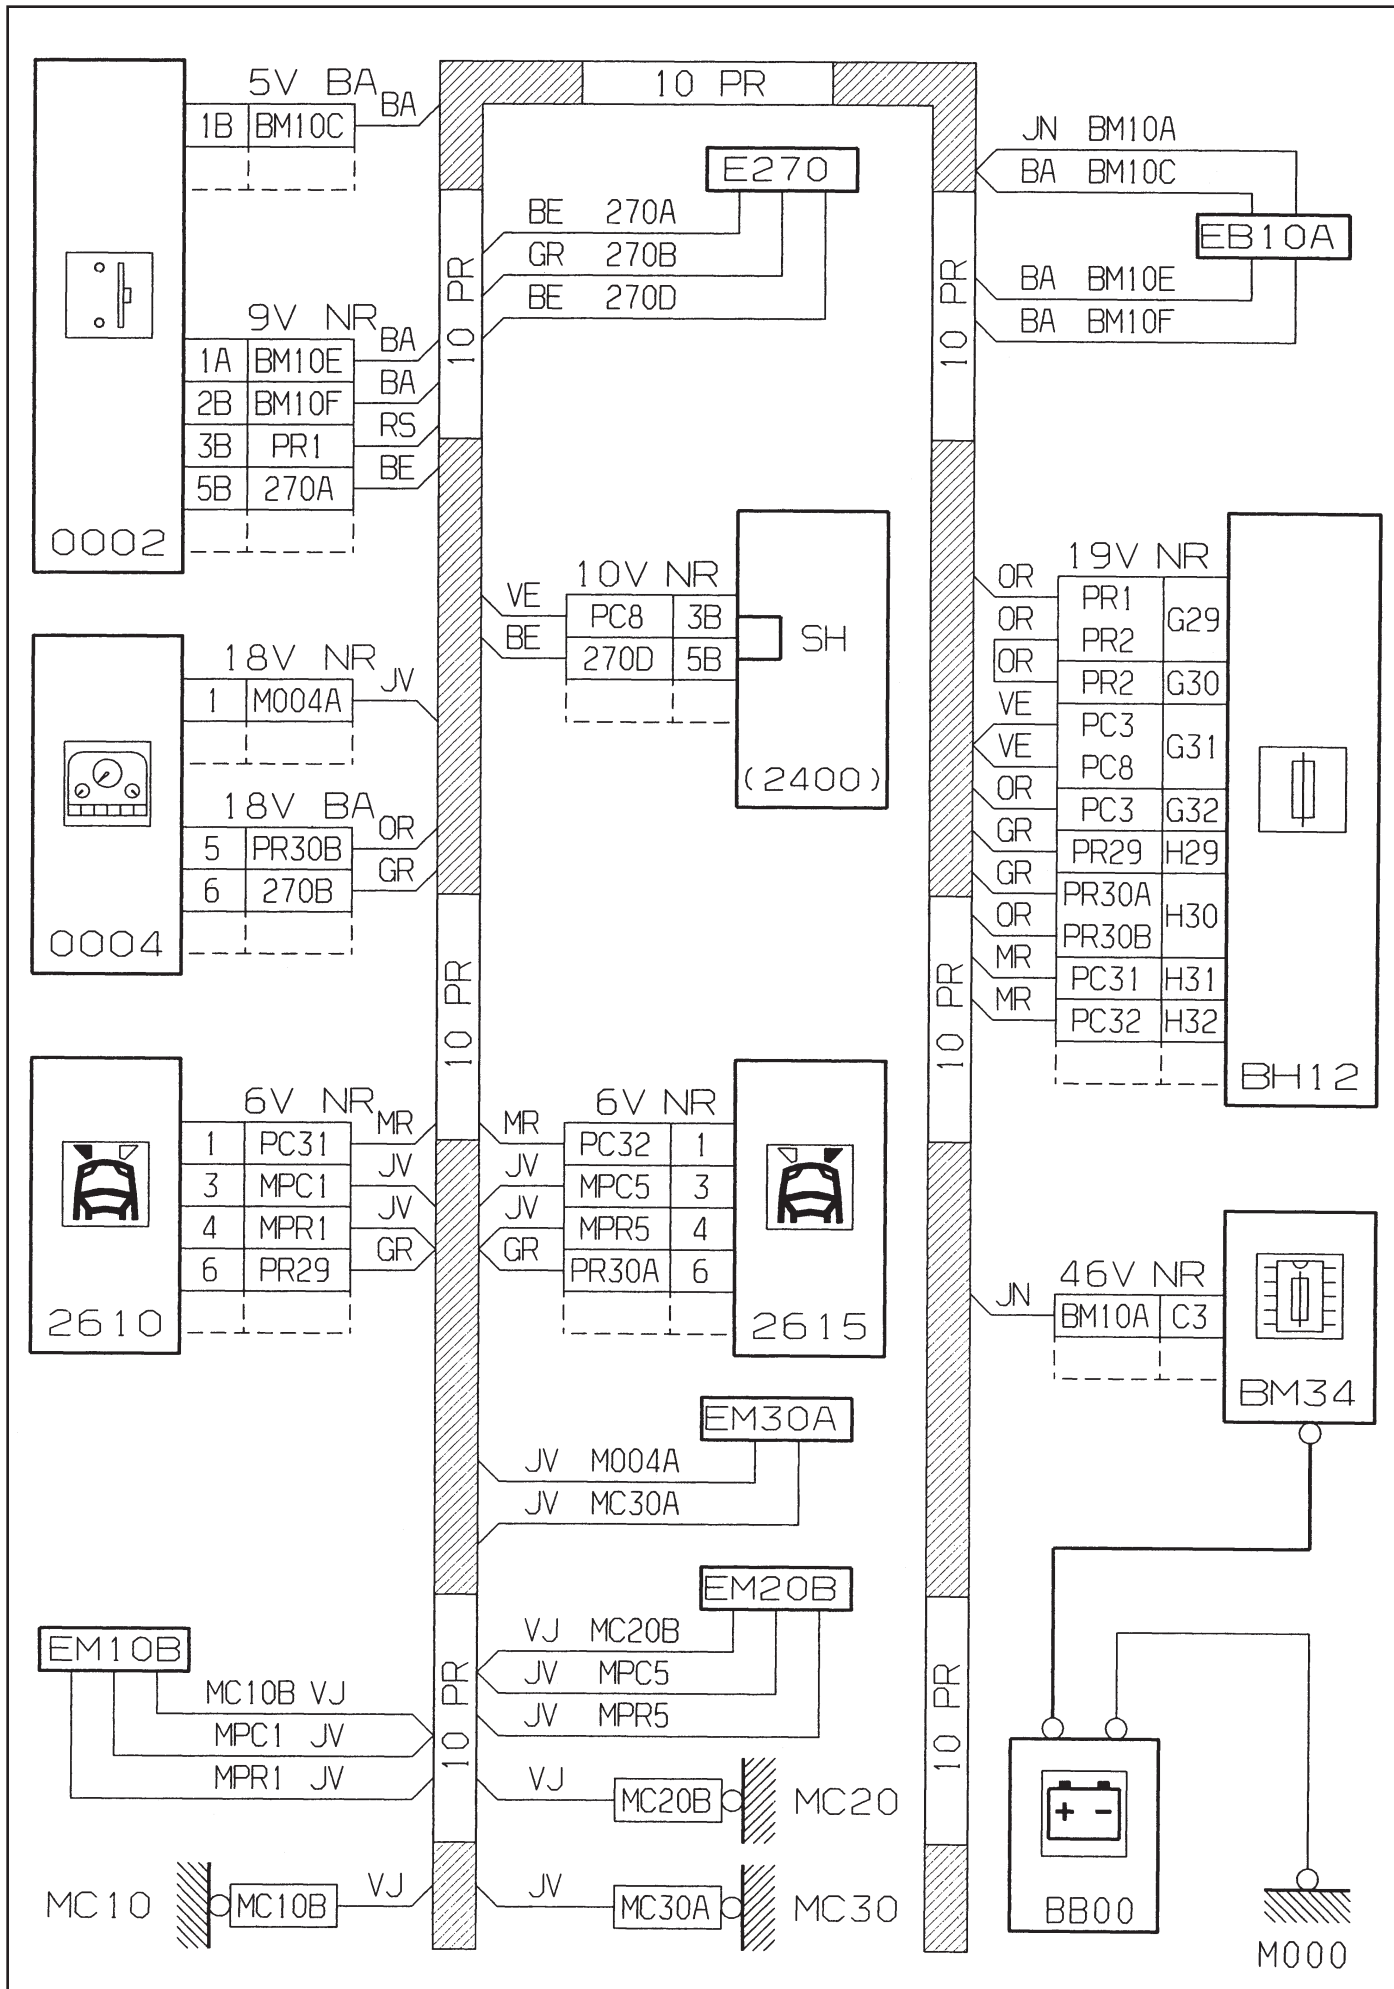 5V BA
1B BM10C BA
9V NR
1A BM10E BA
2B BM10F BA
3B PR1 RS
5B 270A BE
0002
18V NR
1 M004A JV
18V BA
5 PR30B OR
6 270B GR
0004
6V NR
1 PC31 MR
3 MPC1 JV
4 MPR1 JV
6 PR29 GR
2610
EM10B
MC10B VJ
MPC1 JV
MPR1 JV
MC10 MC10B VJ
10 PR
10 PR
10 PR
10 PR
E270
BE 270A
GR 270B
BE 270D
10V NR
VE PC8 3B
BE 270D 5B
SH
(2400)
6V NR
MR PC32 1
JV MPC5 3
JV MPR5 4
GR PR30A 6
2615
EM30A
JV M004A
JV MC30A
EM20B
VJ MC20B
JV MPC5
JV MPR5
VJ MC20B MC20
JV MC30A MC30
10 PR
10 PR
10 PR
JN BM10A
BA BM10C
EB10A
BA BM10E
BA BM10F
19V NR
OR PR1 G29
OR PR2
OR PR2 G30
VE PC3 G31
VE PC8
OR PC3 G32
GR PR29 H29
GR PR30A H30
OR PR30B
MR PC31 H31
MR PC32 H32
BH12
46V NR
JN BM10A C3
BM34
+ -
BB00
M000